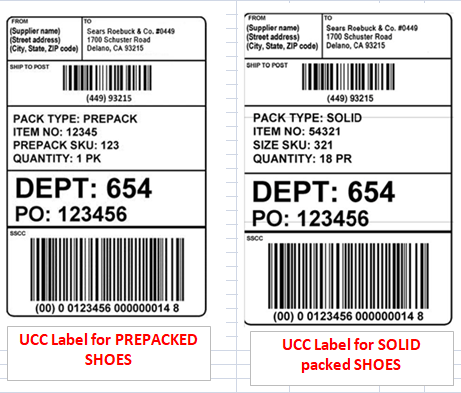 FROM
(Supplier name)
(Street address)
(City, State, ZIP code)
TO
Sears Roebuck & Co. #0449
1700 Schuster Road
Delano, CA 93215
SHIP TO POST
(449) 93215
PACK TYPE: PREPACK
ITEM NO: 12345
PREPACK SKU: 123
QUANTITY: 1 PK
DEPT: 654
PO: 123456
SSCC
(00) 0 0123456 000000014 8
UCC Label for PREPACKED
SHOES
FROM
(Supplier name)
(Street address)
(City, State, ZIP code)
TO
Sears Roebuck & Co. #0449
1700 Schuster Road
Delano, CA 93215
SHIP TO POST
(449) 93215
PACK TYPE: SOLID
ITEM NO: 54321
SIZE SKU: 321
QUANTITY: 18 PR
DEPT: 654
PO: 123456
SSCC
(00) 0 0123456 000000014 8
UCC Label for SOLID
packed SHOES